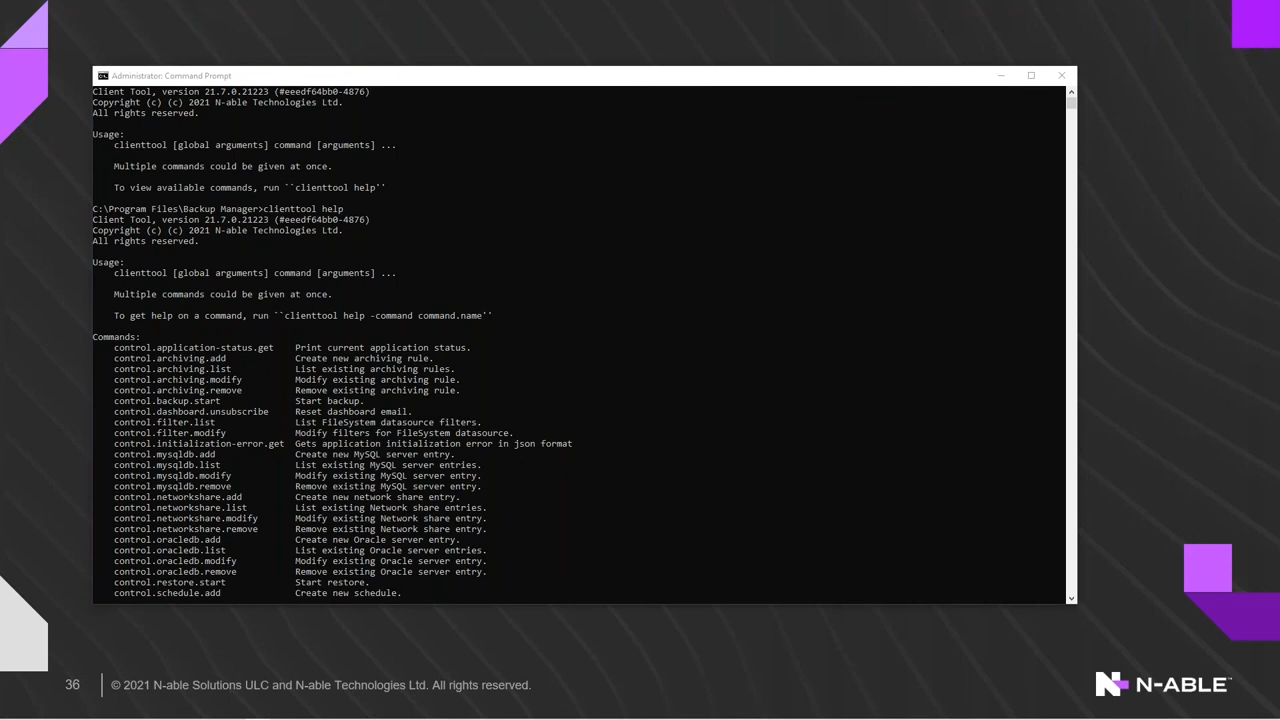 Administrator: Command Prompt
Client Tool, version 21.7.0.21223 (#eeedf64bb0-4876)
Copyright (c) (c) 2021 N-able Technologies Ltd.
All rights reserved.
Usage:
clienttool [global arguments] command [arguments] ...
Multiple commands could be given at once.
To view available commands, run ``clienttool help''
C:\Program Files\Backup Manager>clienttool help
Client Tool, version 21.7.0.21223 (#eeedf64bb0-4876)
Copyright (c) (c) 2021 N-able Technologies Ltd.
All rights reserved.
Usage:
clienttool [global arguments] command [arguments] ...
Multiple commands could be given at once.
To get help on a command, run ``clienttool help -command command.name''
Commands:
control.application-status.get Print current application status.
control.archiving.add Create new archiving rule.
control.archiving.list List existing archiving rules.
control.archiving.modify Modify existing archiving rule.
control.archiving.remove Remove existing archiving rule.
control.backup.start Start backup.
control.dashboard.unsubscribe Reset dashboard email.
control.filter.list List FileSystem datasource filters.
control.filter.modify Modify filters for FileSystem datasource.
control.initialization-error.get Gets application initialization error in json format
control.mysqldb.add Create new MySQL server entry.
control.mysqldb.list List existing MySQL server entries.
control.mysqldb.modify Modify existing MySQL server entry.
control.mysqldb.remove Remove existing MySQL server entry.
control.networkshare.add Create new network share entry.
control.networkshare.list List existing Network share entries.
control.networkshare.modify Modify existing Network share entry.
control.networkshare.remove Remove existing Network share entry.
control.oracledb.add Create new Oracle server entry.
control.oracledb.list List existing Oracle server entries.
control.oracledb.modify Modify existing Oracle server entry.
control.oracledb.remove Remove existing Oracle server entry.
control.restore.start Start restore.
control.schedule.add Create new schedule.
36
© 2021 N-able Solutions ULC and N-able Technologies Ltd. All rights reserved.
N-ABLE™